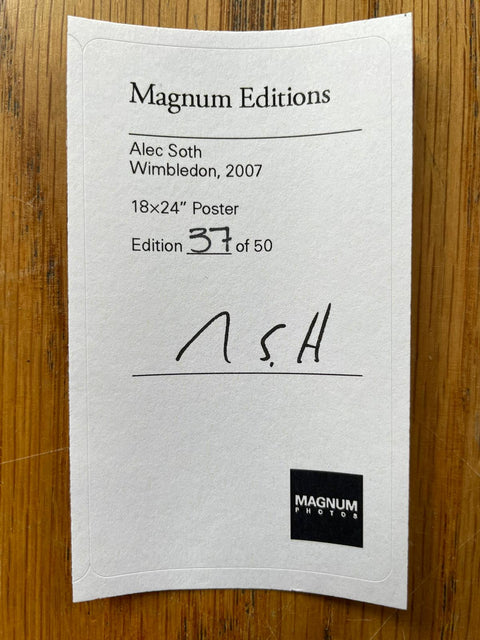 Magnum Editions
Alec Soth
Wimbledon, 2007
18×24” Poster
Edition 37 of 50
MAGNUM
PHOTOS